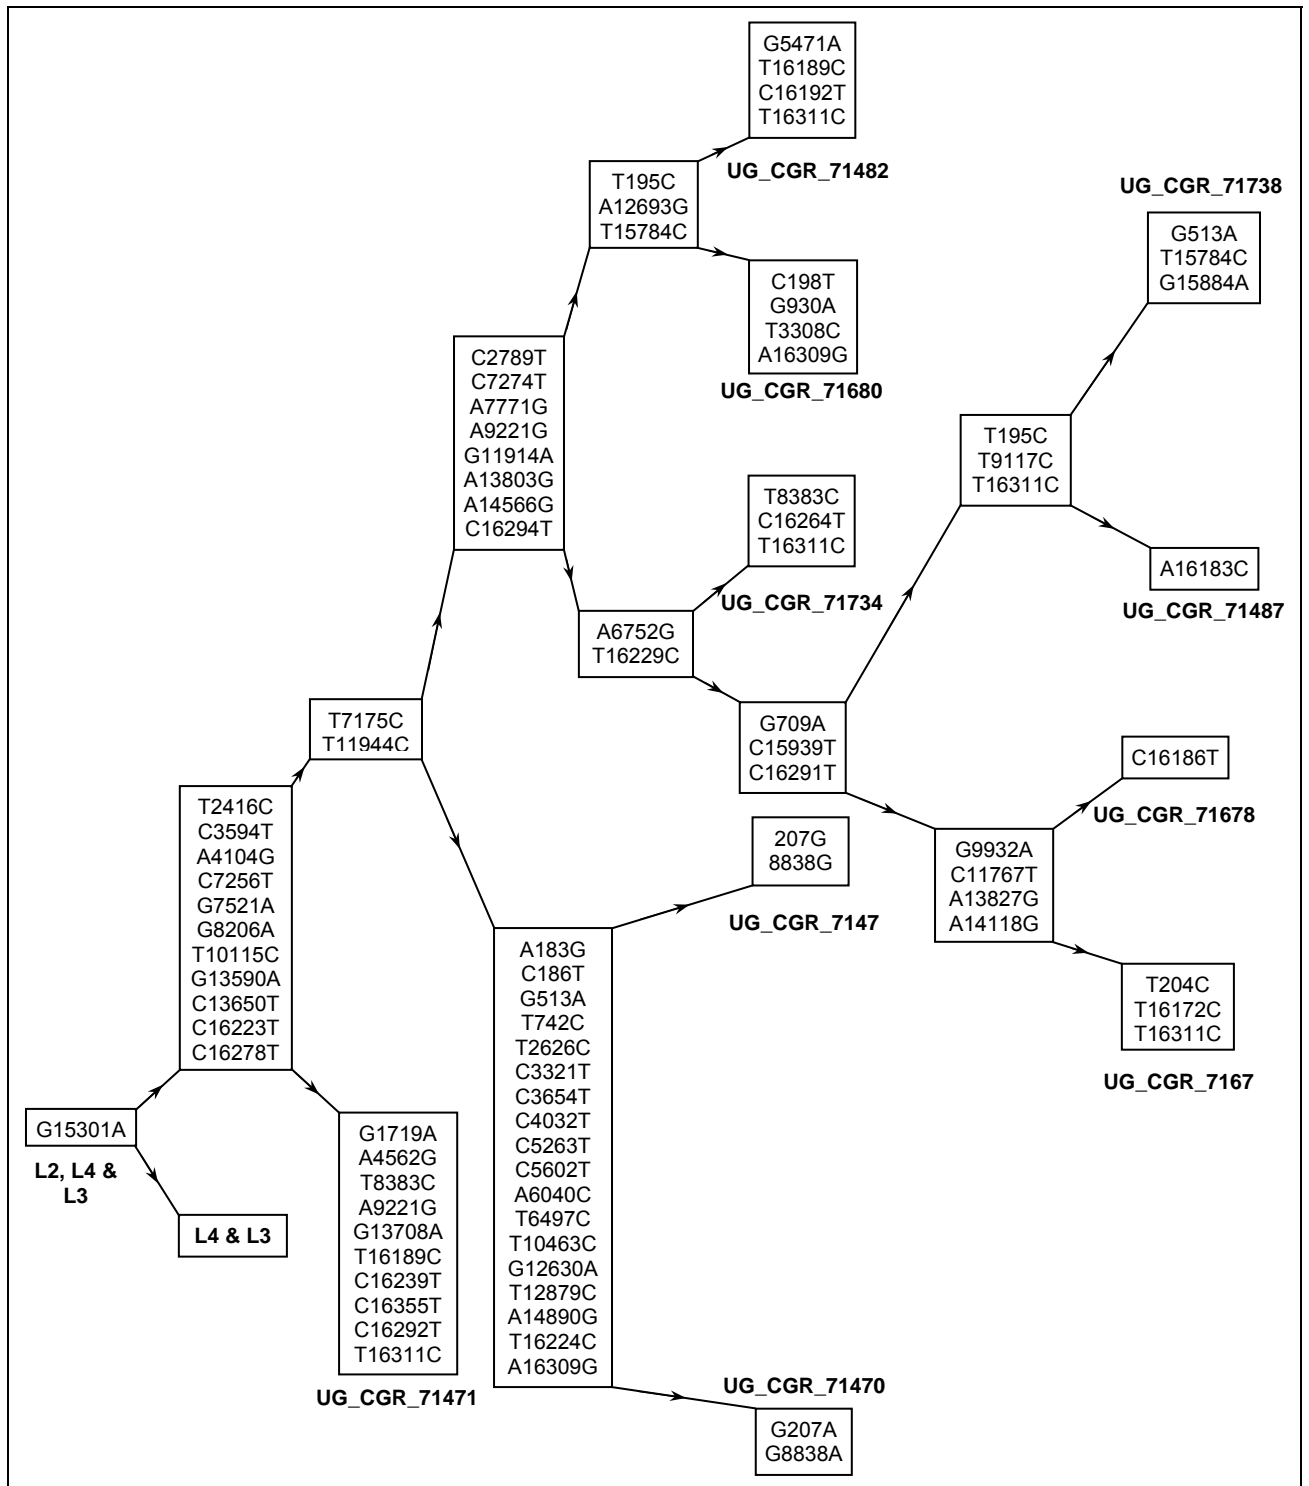 G5471A
T16189C
C16192T
T16311C
UG_CGR_71482
T195C
A12693G
T15784C
C198T
G930A
T3308C
A16309G
UG_CGR_71680
UG_CGR_71738
G513A
T15784C
G15884A
C2789T
C7274T
A7771G
A9221G
G11914A
A13803G
A14566G
C16294T
T195C
T9117C
T16311C
A16183C
UG_CGR_71487
T8383C
C16264T
T16311C
UG_CGR_71734
A6752G
T16229C
G709A
C15939T
C16291T
T7175C
T11944C
C16186T
UG_CGR_71678
G9932A
C11767T
A13827G
A14118G
T204C
T16172C
T16311C
UG_CGR_7167
T2416C
C3594T
A4104G
C7256T
G7521A
G8206A
T10115C
G13590A
C13650T
C16223T
C16278T
207G
8838G
UG_CGR_7147
A183G
C186T
G513A
T742C
T2626C
C3321T
C3654T
C4032T
C5263T
C5602T
A6040C
T6497C
T10463C
G12630A
T12879C
A14890G
T16224C
A16309G
G15301A
L2, L4 &
L3
L4 & L3
G1719A
A4562G
T8383C
A9221G
G13708A
T16189C
C16239T
C16355T
C16292T
T16311C
UG_CGR_71471
UG_CGR_71470
G207A
G8838A